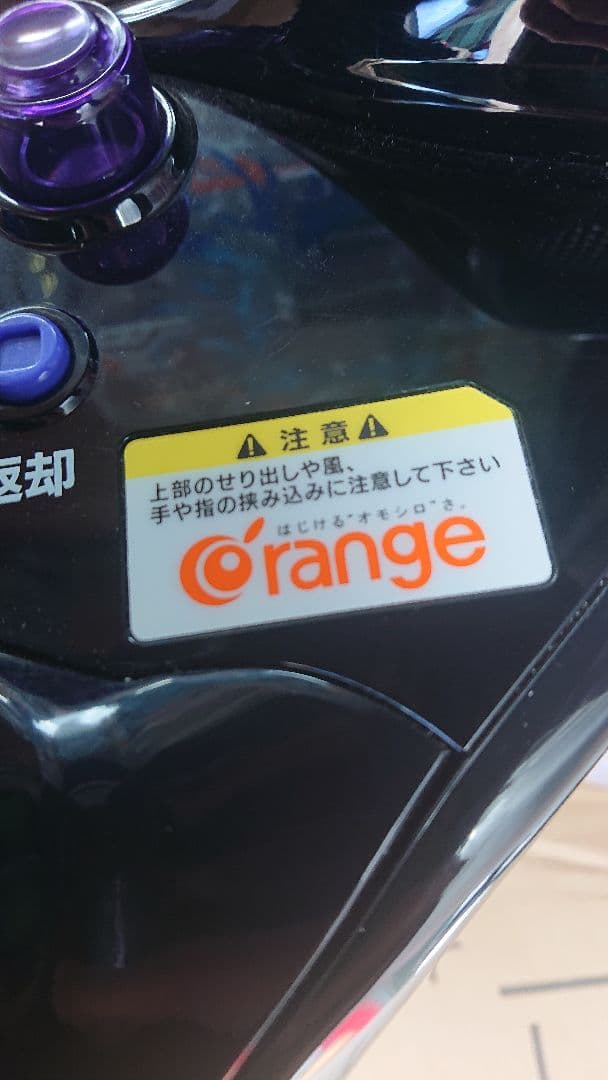 注意
返却
上部のせり出しや風、
手や指の挟み込みに注意して下さい
はじける"オモシロ"さ。
Orange